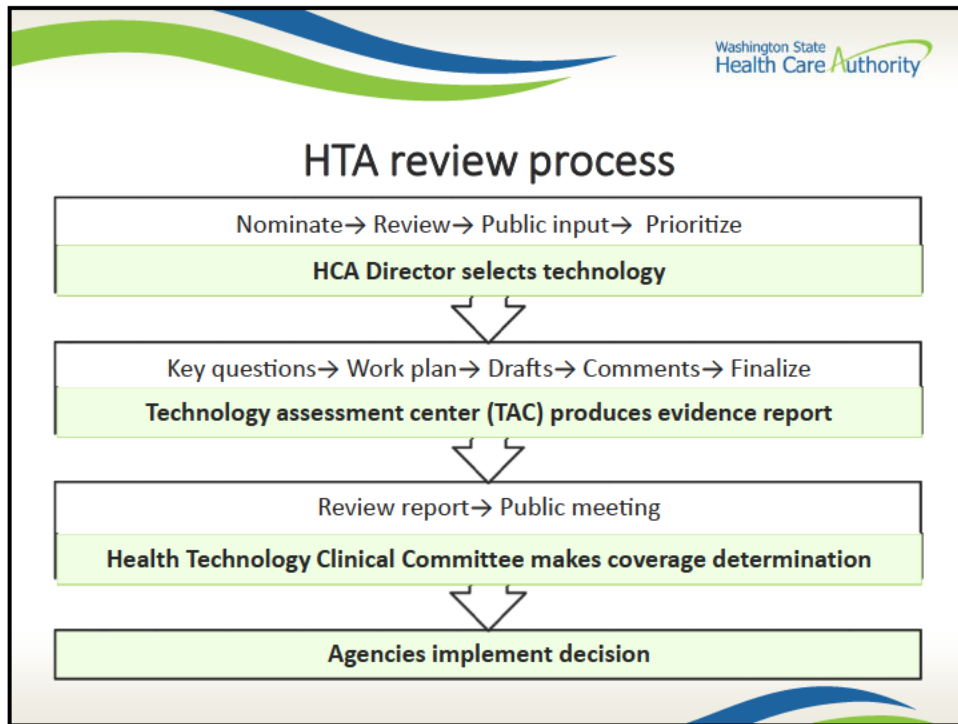 Washington State
Health Care Authority
HTA review process
Nominate→ Review→ Public input→ Prioritize
HCA Director selects technology
Key questions→ Work plan→ Drafts→ Comments→ Finalize
Technology assessment center (TAC) produces evidence report
Review report→ Public meeting
Health Technology Clinical Committee makes coverage determination
Agencies implement decision